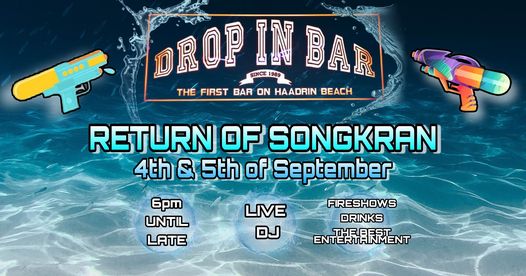 DROP IN BAR
SINCE 1989
THE FIRST BAR ON HAADRIN BEACH
RETURN OF SONGKRAN
4th & 5th of September
6pm
UNTIL
LATE
LIVE
DJ
FIRESHOWS
DRINKS
THE BEST
ENTERTAINMENT